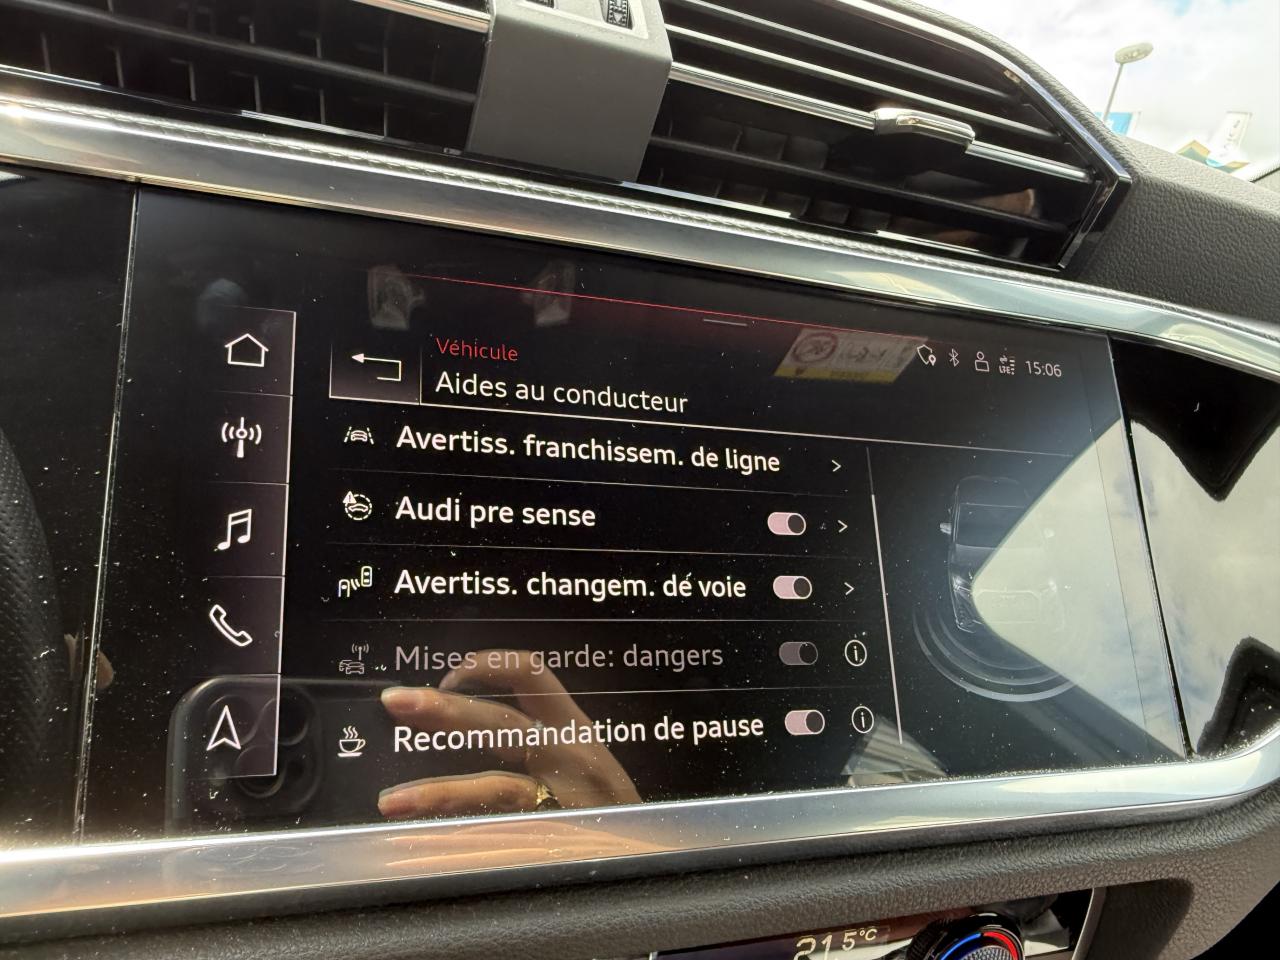 Véhicule
Aides au conducteur
LTE
15:06
Avertiss. franchissem. de ligne
Audi pre sense
Avertiss. changem. de voie
Mises en garde: dangers
Recommandation de pause
21.5°C